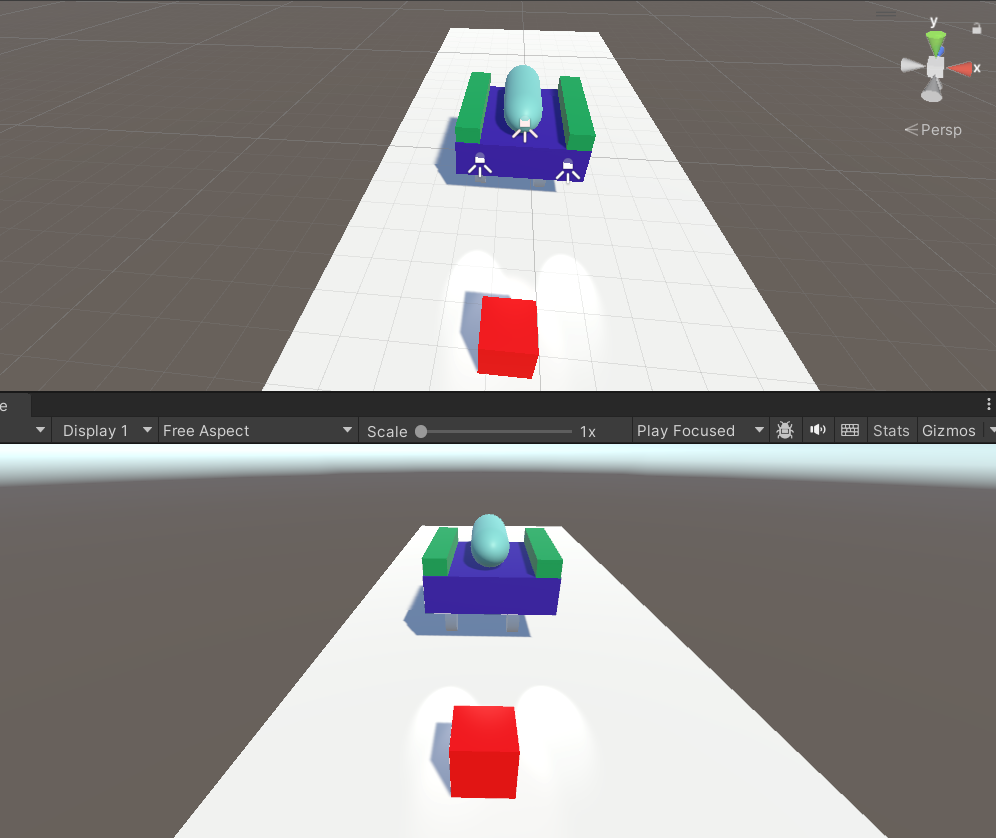 y
x
Persp
e
Display 1
Free Aspect
Scale
1x
Play Focused
Stats
Gizmos